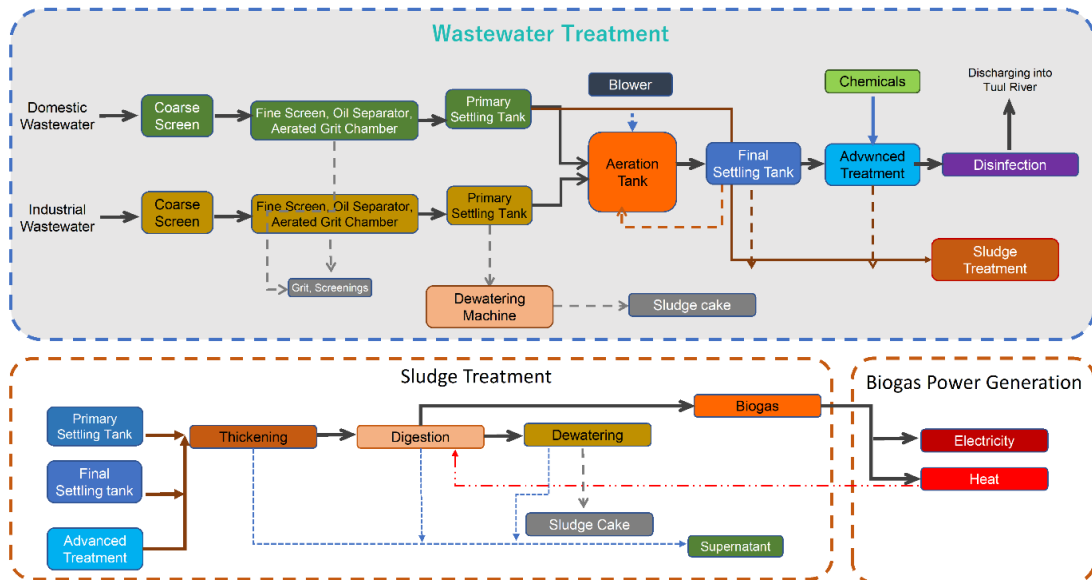 Wastewater Treatment
Domestic
Wastewater
Coarse
Screen
Fine Screen, Oil Separator,
Aerated Grit Chamber
Primary
Settling Tank
Blower
Chemicals
Discharging into
Tuul River
Aeration
Tank
Final
Settling Tank
Advwnced
Treatment
Disinfection
Industrial
Wastewater
Coarse
Screen
Fine Screen, Oil Separator,
Aerated Grit Chamber
Primary
Settling Tank
Grit, Screenings
Dewatering
Machine
Sludge cake
Sludge
Treatment
Sludge Treatment
Primary
Settling Tank
Final
Settling tank
Advanced
Treatment
Thickening
Digestion
Dewatering
Biogas
Sludge Cake
Supernatant
Biogas Power Generation
Electricity
Heat